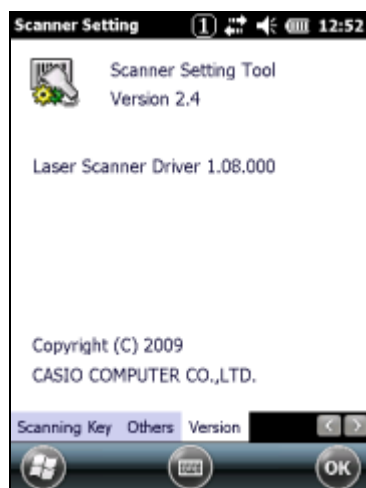 Scanner Setting 1 12:52
Scanner Setting Tool
Version 2.4
Laser Scanner Driver 1.08.000
Copyright (C) 2009
CASIO COMPUTER CO.,LTD.
Scanning Key Others Version
OK